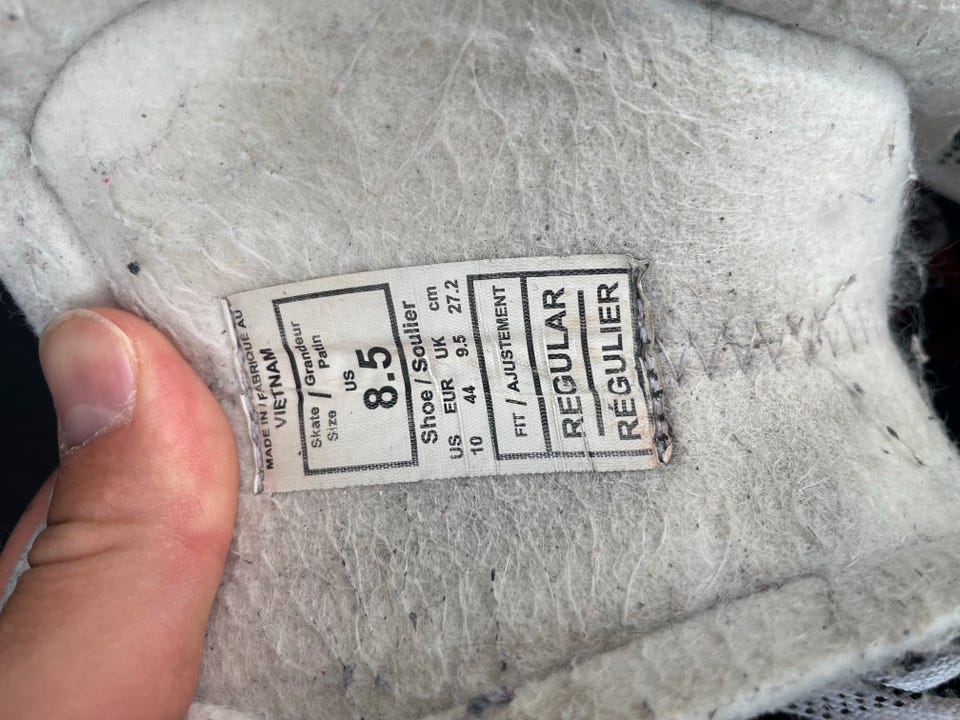 MADE IN / FABRIQUÉ AU
VIETNAM
Skate / Grandeur
Size Patin
US
8.5
Shoe / Soulier
US EUR UK cm
10 44 9.5 27.2
FIT / AJUSTEMENT
REGULAR
RÉGULIER